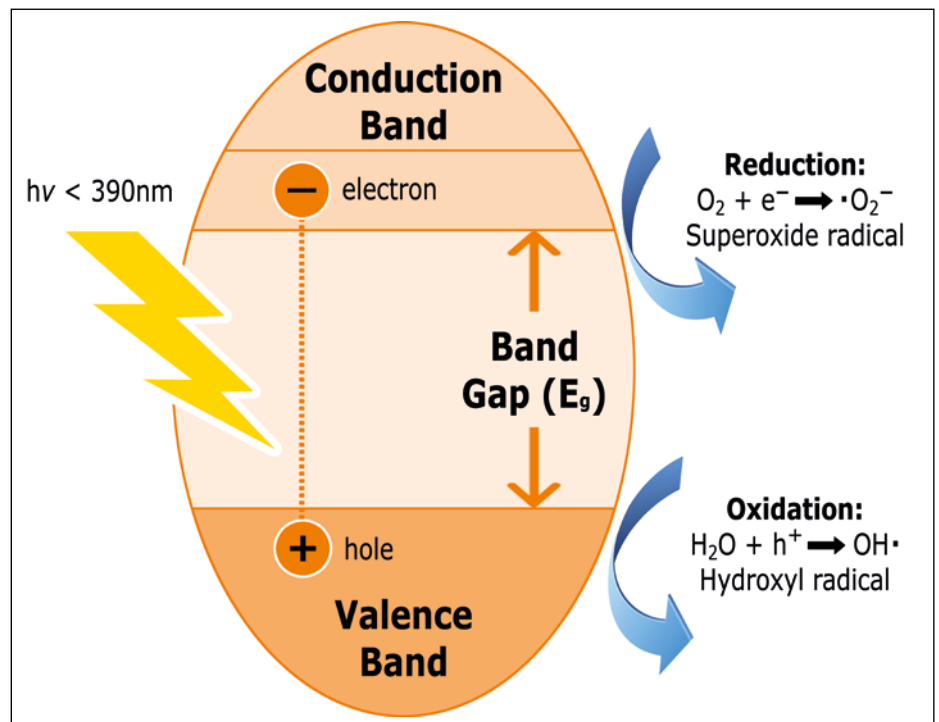 Conduction
Band
hν < 390nm
− electron
Reduction:
O₂ + e⁻ → ·O₂⁻
Superoxide radical
Band
Gap (Eg)
Oxidation:
H₂O + h⁺ → OH·
Hydroxyl radical
+ hole
Valence
Band